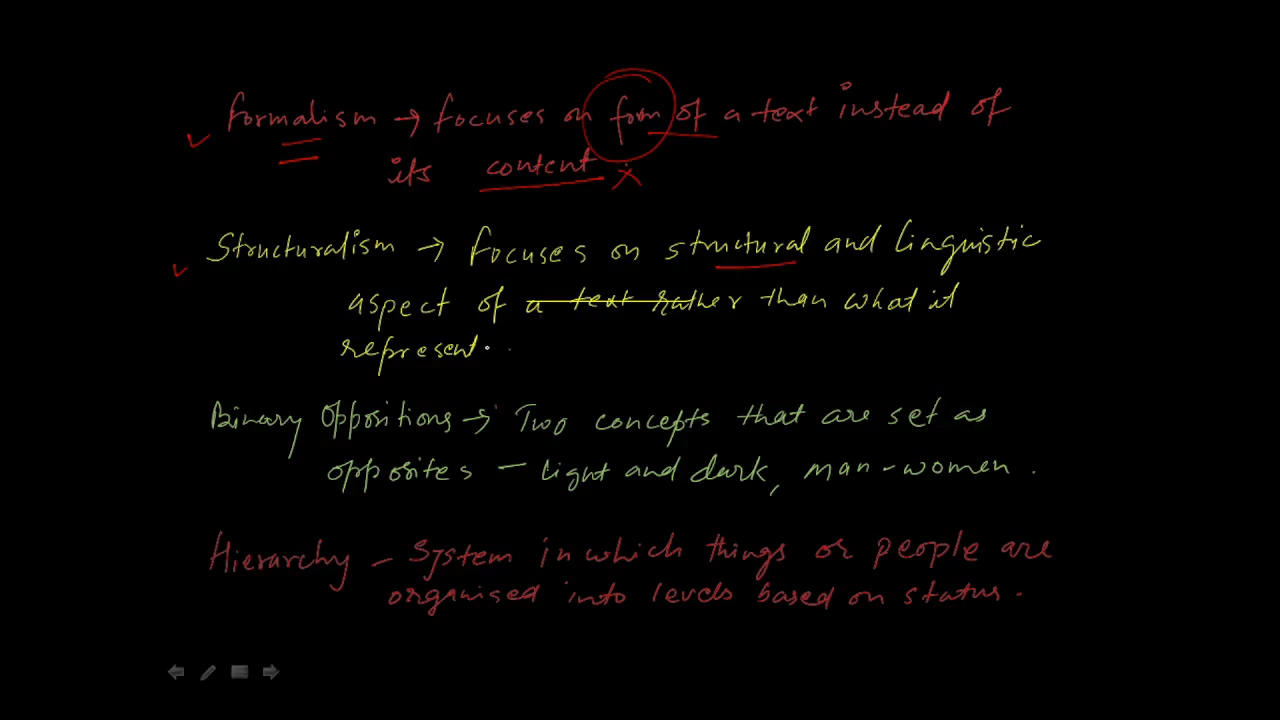 Formalism → focuses on form of a text instead of
its content ×
Structuralism → focuses on structural and linguistic
aspect of a text rather than what it
represent.
Binary Oppositions → Two concepts that are set as
opposites – light and dark, man-women.
Hierarchy – System in which things or people are
organised into levels based on status.